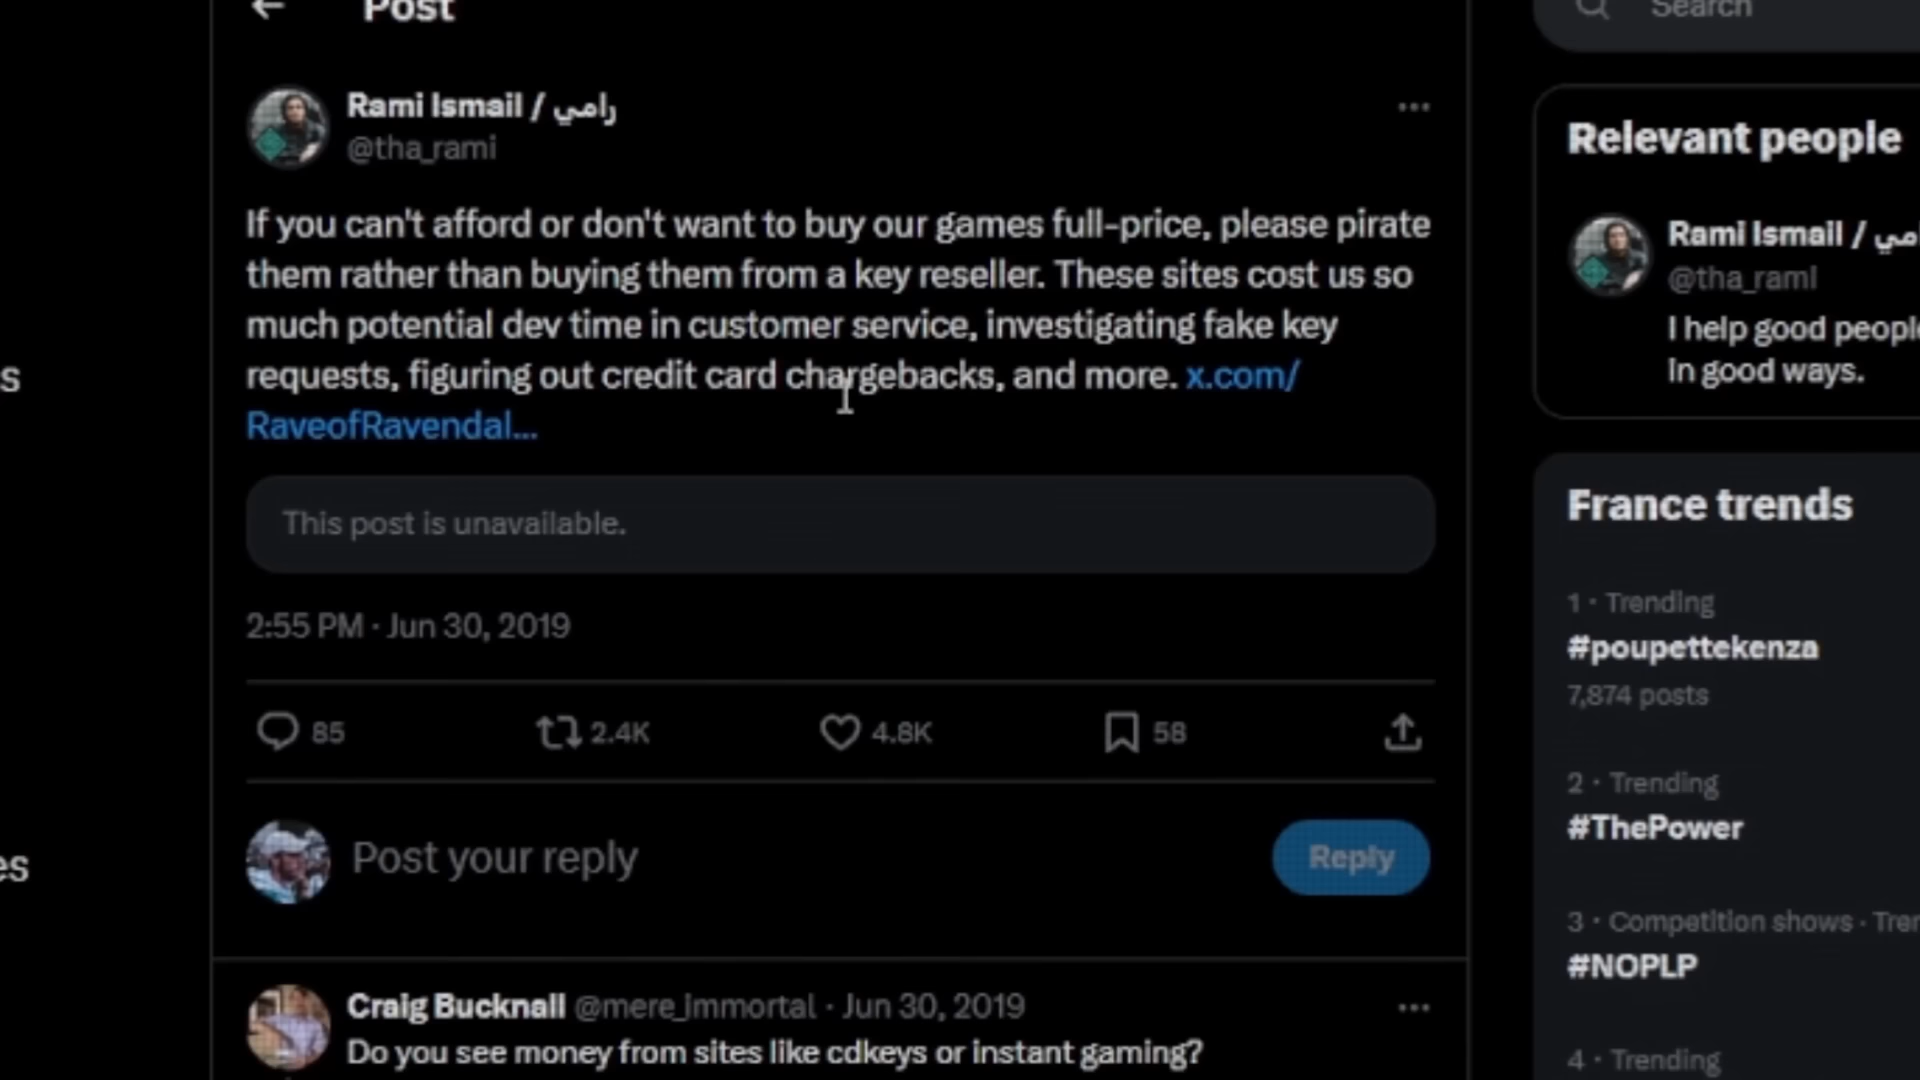 Post
Search
Rami Ismail / رامي
@tha_rami
If you can't afford or don't want to buy our games full-price, please pirate
them rather than buying them from a key reseller. These sites cost us so
much potential dev time in customer service, investigating fake key
requests, figuring out credit card chargebacks, and more. x.com/
RaveofRavendal...
This post is unavailable.
2:55 PM · Jun 30, 2019
85
2.4K
4.8K
58
Post your reply
Reply
Craig Bucknall @mere_immortal · Jun 30, 2019
Do you see money from sites like cdkeys or instant gaming?
Relevant people
Rami Ismail /
@tha_rami
I help good people
In good ways.
France trends
1 · Trending
#poupettekenza
7,874 posts
2 · Trending
#ThePower
3 · Competition shows ·
#NOPLP
4 · Trending